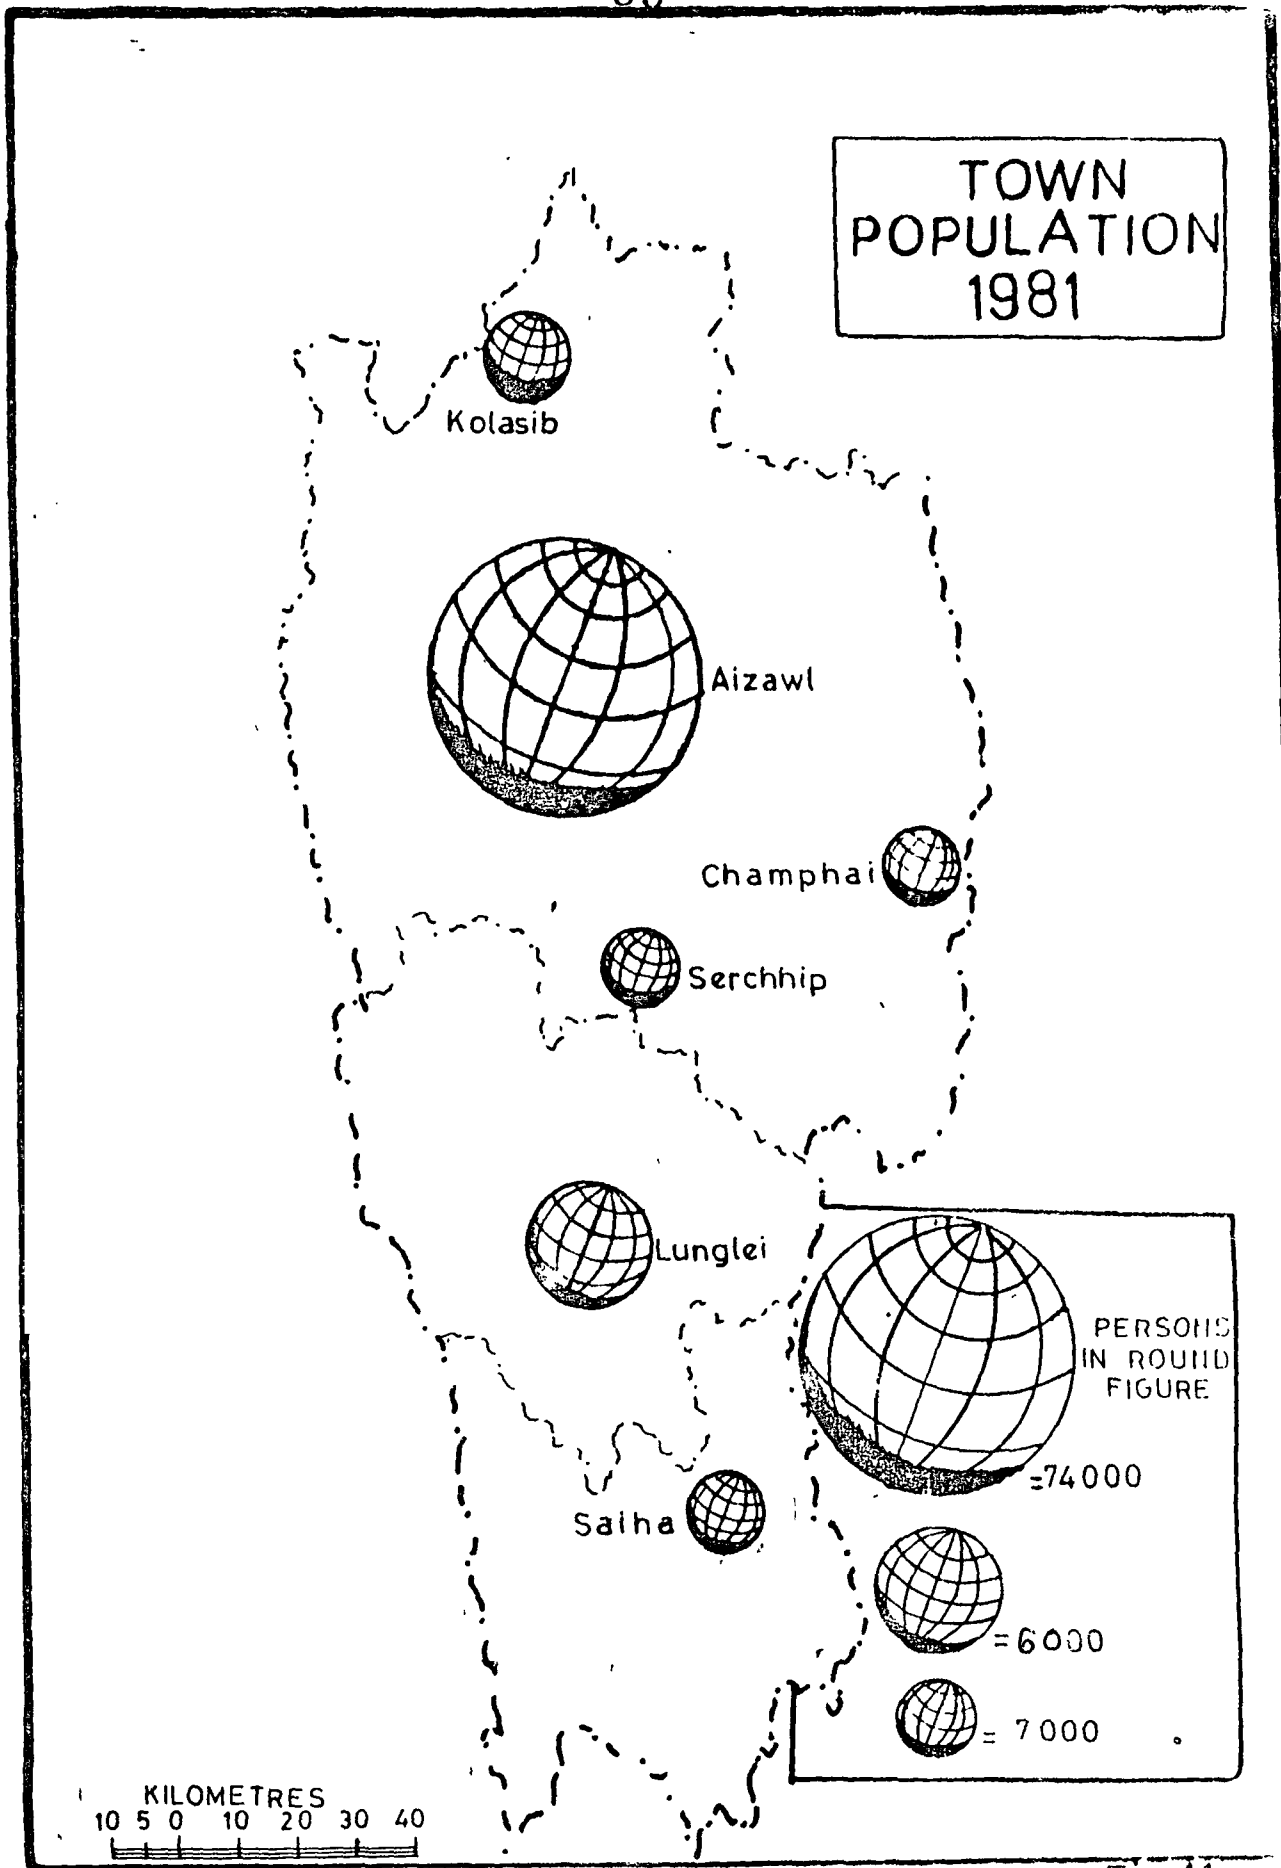 TOWN
POPULATION
1981
Kolasib
Aizawl
Champhai
Serchhip
Lunglei
PERSONS
IN ROUND
FIGURE
=74000
Saiha
=6000
= 7000
KILOMETRES
10 5 0 10 20 30 40